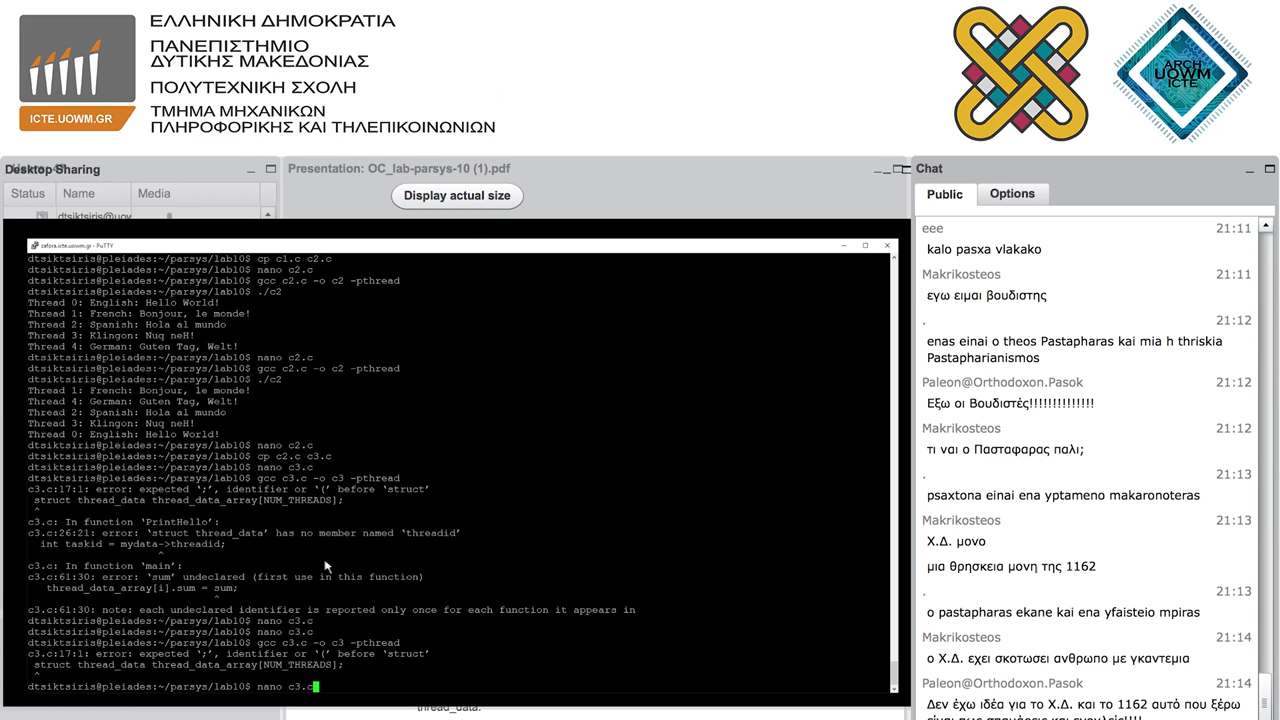 ΕΛΛΗΝΙΚΗ ΔΗΜΟΚΡΑΤΙΑ
ΠΑΝΕΠΙΣΤΗΜΙΟ
ΔΥΤΙΚΗΣ ΜΑΚΕΔΟΝΙΑΣ
ΠΟΛΥΤΕΧΝΙΚΗ ΣΧΟΛΗ
ΤΜΗΜΑ ΜΗΧΑΝΙΚΩΝ
ΠΛΗΡΟΦΟΡΙΚΗΣ ΚΑΙ ΤΗΛΕΠΙΚΟΙΝΩΝΙΩΝ
ICTE.UOWM.GR
ARCH
UOWM
ICTE
Desktop Sharing
Status Name Media
dtsiktsiris@uow
Presentation: OC_lab-parsys-10 (1).pdf
Display actual size
zafora.icte.uowm.gr - PuTTY
dtsiktsiris@pleiades:~/parsys/lab10$ cp c1.c c2.c
dtsiktsiris@pleiades:~/parsys/lab10$ nano c2.c
dtsiktsiris@pleiades:~/parsys/lab10$ gcc c2.c -o c2 -pthread
dtsiktsiris@pleiades:~/parsys/lab10$ ./c2
Thread 0: English: Hello World!
Thread 1: French: Bonjour, le monde!
Thread 2: Spanish: Hola al mundo
Thread 3: Klingon: Nuq neH!
Thread 4: German: Guten Tag, Welt!
dtsiktsiris@pleiades:~/parsys/lab10$ nano c2.c
dtsiktsiris@pleiades:~/parsys/lab10$ gcc c2.c -o c2 -pthread
dtsiktsiris@pleiades:~/parsys/lab10$ ./c2
Thread 1: French: Bonjour, le monde!
Thread 4: German: Guten Tag, Welt!
Thread 2: Spanish: Hola al mundo
Thread 3: Klingon: Nuq neH!
Thread 0: English: Hello World!
dtsiktsiris@pleiades:~/parsys/lab10$ nano c2.c
dtsiktsiris@pleiades:~/parsys/lab10$ cp c2.c c3.c
dtsiktsiris@pleiades:~/parsys/lab10$ nano c3.c
dtsiktsiris@pleiades:~/parsys/lab10$ gcc c3.c -o c3 -pthread
c3.c:17:1: error: expected ‘;’, identifier or ‘(’ before ‘struct’
struct thread_data thread_data_array[NUM_THREADS];
^
c3.c: In function ‘PrintHello’:
c3.c:26:21: error: ‘struct thread_data’ has no member named ‘threadid’
int taskid = mydata->threadid;
^
c3.c: In function ‘main’:
c3.c:61:30: error: ‘sum’ undeclared (first use in this function)
thread_data_array[i].sum = sum;
^
c3.c:61:30: note: each undeclared identifier is reported only once for each function it appears in
dtsiktsiris@pleiades:~/parsys/lab10$ nano c3.c
dtsiktsiris@pleiades:~/parsys/lab10$ nano c3.c
dtsiktsiris@pleiades:~/parsys/lab10$ gcc c3.c -o c3 -pthread
c3.c:17:1: error: expected ‘;’, identifier or ‘(’ before ‘struct’
struct thread_data thread_data_array[NUM_THREADS];
^
dtsiktsiris@pleiades:~/parsys/lab10$ nano c3.c
thread_data.
Chat
Public Options
eee 21:11
kalo pasxa vlakako
Makrikosteos 21:11
εγω ειμαι βουδιστης
. 21:12
enas einai o theos Pastapharas kai mia h thriskia
Pastapharianismos
Paleon@Orthodoxon.Pasok 21:12
Εξω οι Βουδιστές!!!!!!!!!!!!!!
Makrikosteos 21:12
τι ναι ο Πασταφαρας παλι;
. 21:13
psaxtona einai ena yptameno makaronoteras
Makrikosteos 21:13
Χ.Δ. μονο
μια θρησκεια μονη της 1162
. 21:13
o pastapharas ekane kai ena yfaisteio mpiras
Makrikosteos 21:14
ο Χ.Δ. εχει σκοτωσει ανθρωπο με γκαντεμια
Paleon@Orthodoxon.Pasok 21:14
Δεν έχω ιδέα για το Χ.Δ. και το 1162 αυτό που ξέρω